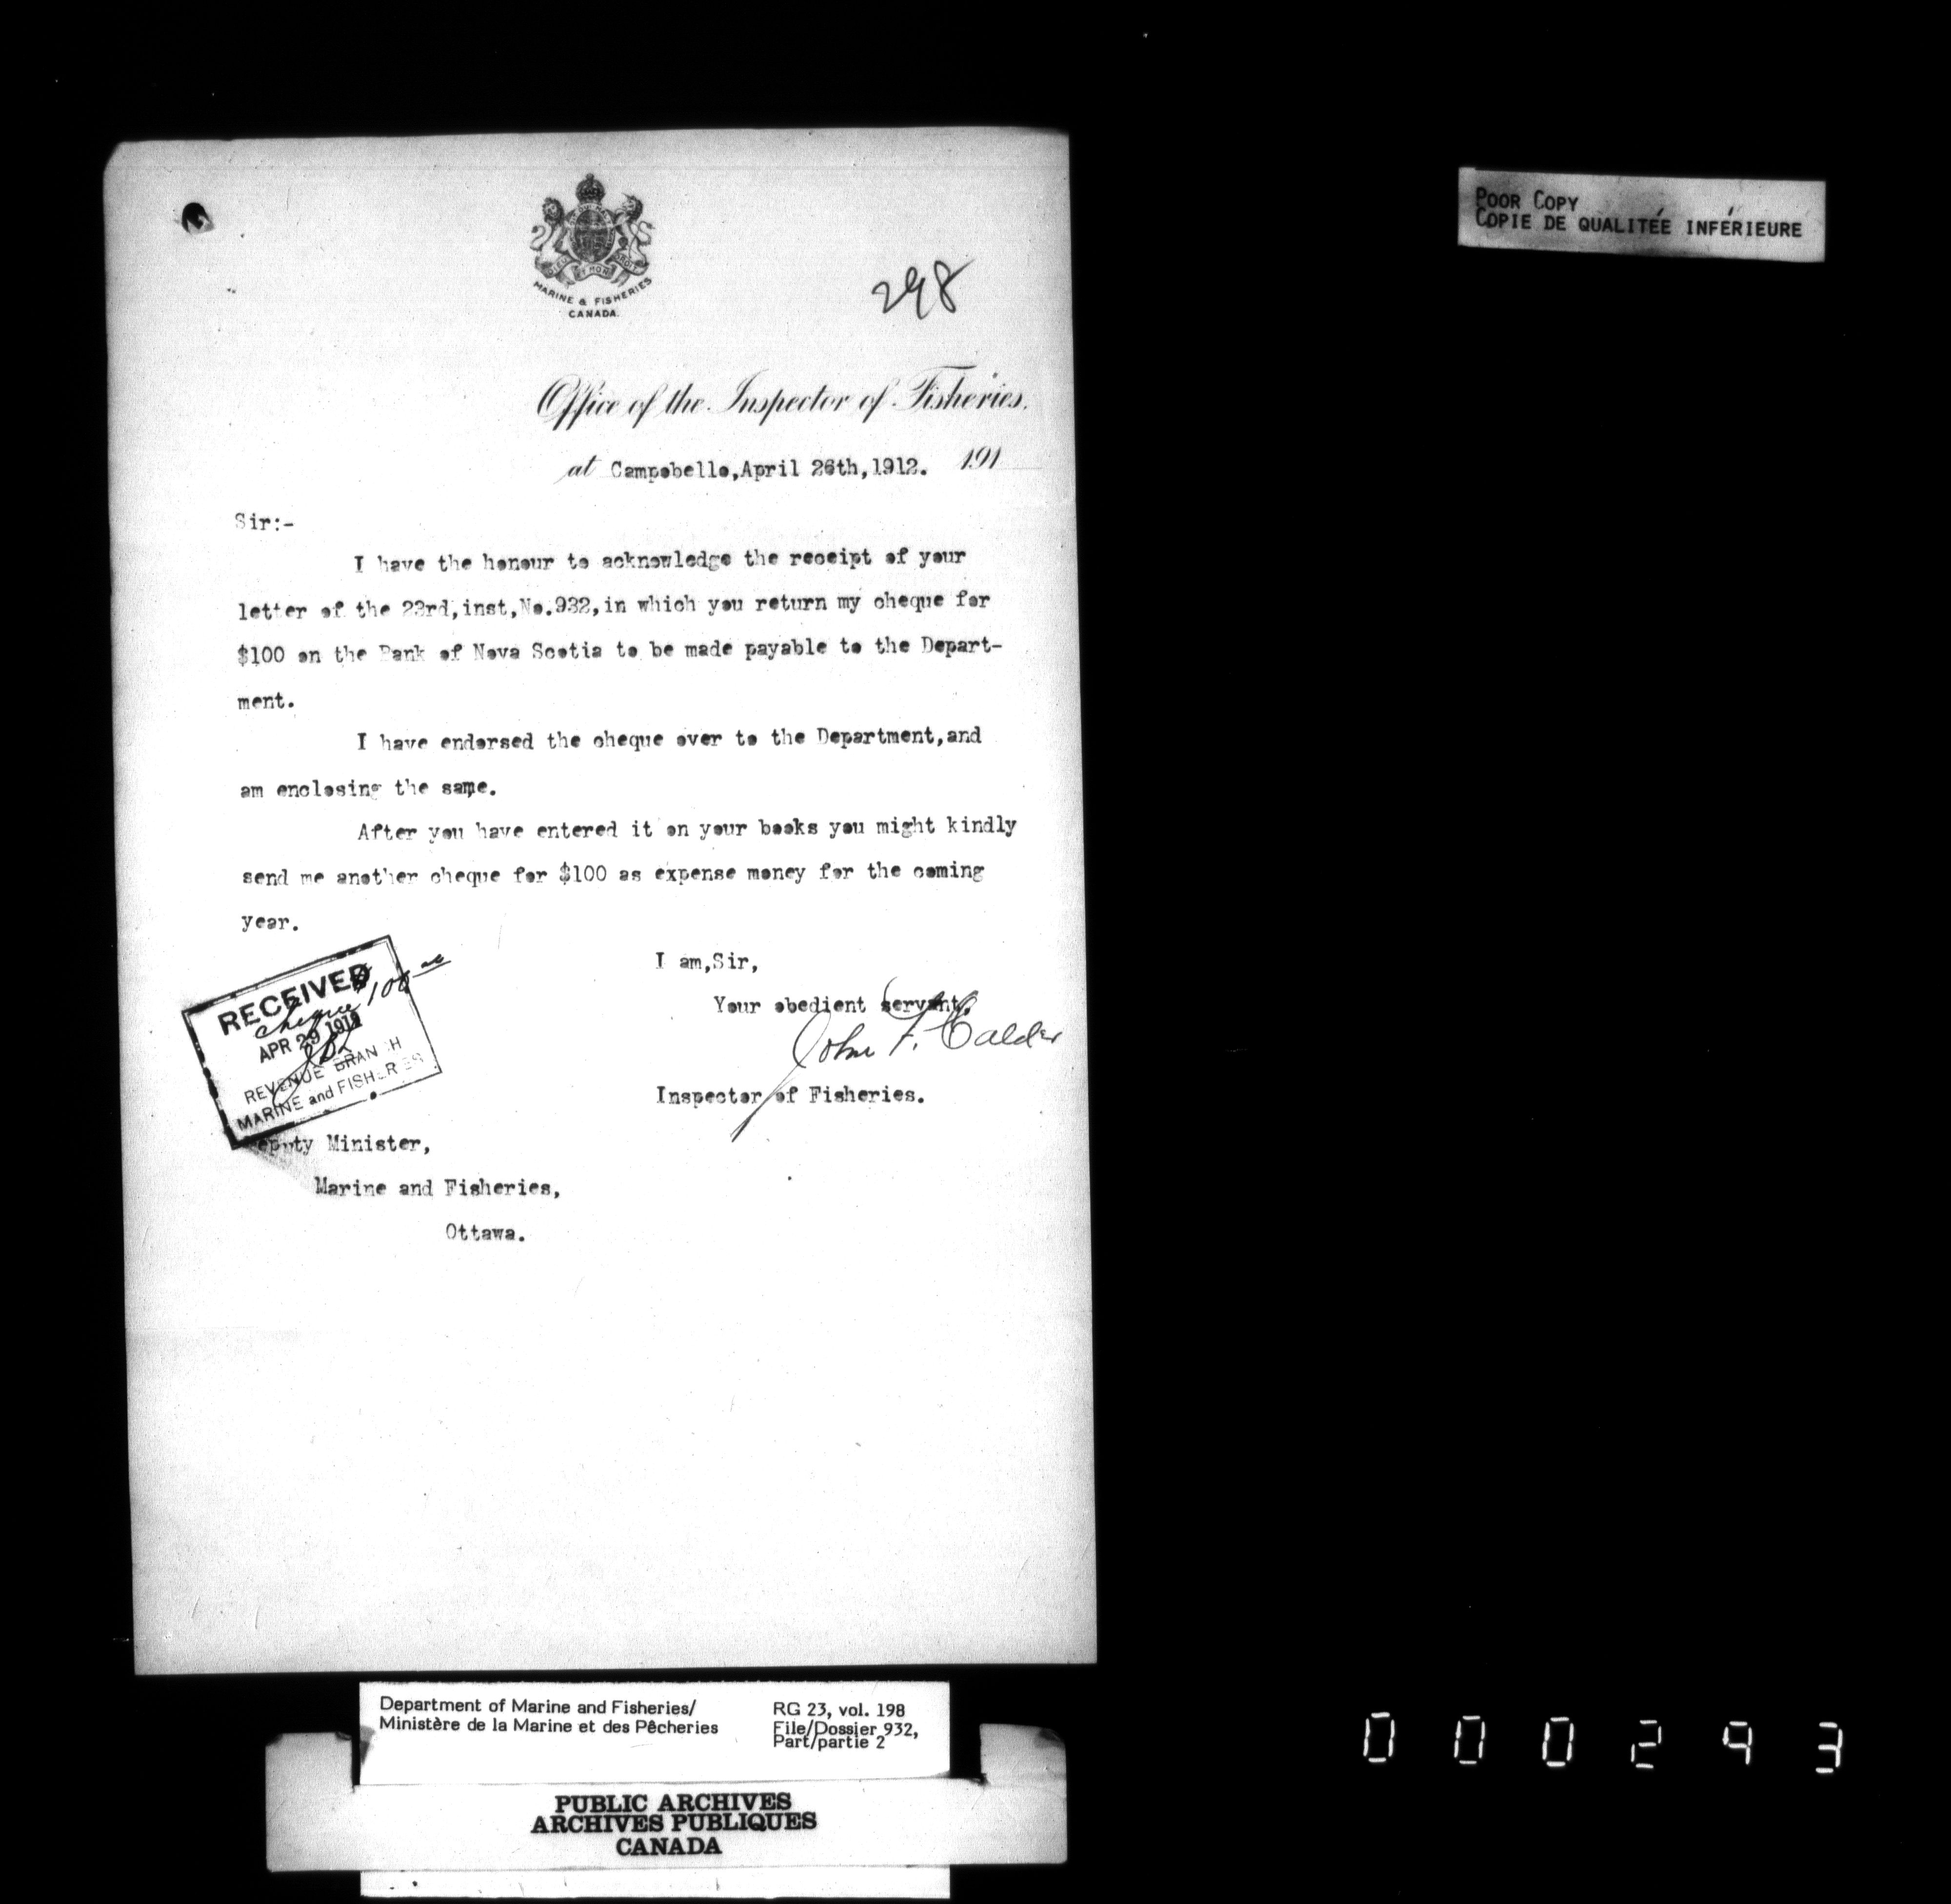 DIEU ET MON DROIT
MARINE & FISHERIES
CANADA.
298
Office of the Inspector of Fisheries.
at Campobello,April 26th,1912. 191
Sir:-
I have the honour to acknowledge the receipt of your
letter of the 23rd,inst,No.932,in which you return my cheque for
$100 on the Bank of Nova Scotia to be made payable to the Depart-
ment.
I have endorsed the cheque over to the Department,and
am enclosing the same.
After you have entered it on your books you might kindly
send me another cheque for $100 as expense money for the coming
year.
I am,Sir,
Your obedient servant,
John F. Calder
Inspector of Fisheries.
RECEIVED
cheque $100
APR 29 1912
REVENUE BRANCH
MARINE and FISHERIES
Deputy Minister,
Marine and Fisheries,
Ottawa.
POOR COPY
COPIE DE QUALITÉE INFÉRIEURE
Department of Marine and Fisheries/
Ministère de la Marine et des Pêcheries
RG 23, vol. 198
File/Dossier 932,
Part/partie 2
PUBLIC ARCHIVES
ARCHIVES PUBLIQUES
CANADA
000293